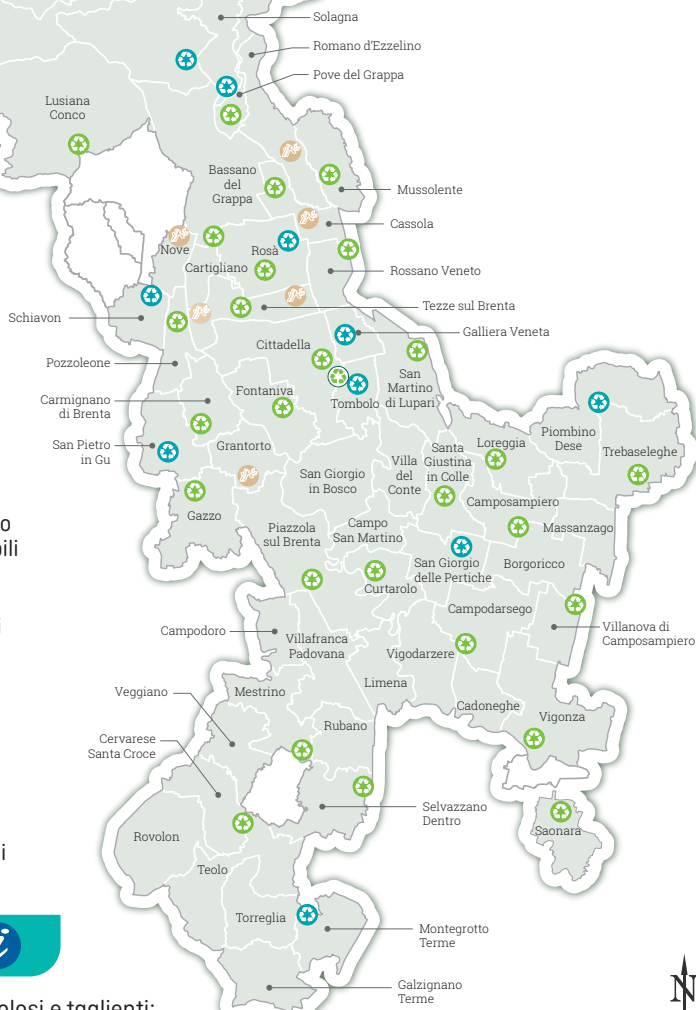 Solagna
Romano d'Ezzelino
Pove del Grappa
Lusiana
Conco
Bassano
del
Grappa
Mussolente
Cassola
Nove
Rosà
Cartigliano
Rossano Veneto
Tezze sul Brenta
Schiavon
Galliera Veneta
Cittadella
Pozzoleone
San
Martino
di Lupari
Carmignano
di Brenta
Fontaniva
Tombolo
San Pietro
in Gu
Grantorto
Santa
Giustina
in Colle
Loreggia
Piombino
Dese
Trebaseleghe
San Giorgio
in Bosco
Villa
del
Conte
Camposampiero
Gazzo
o
bili
Piazzola
sul Brenta
Campo
San Martino
Massanzago
San Giorgio
delle Pertiche
Borgoricco
Curtarolo
Campodarsego
i
Campodoro
Villafranca
Padovana
Vigodarzere
Villanova di
Camposampiero
Limena
Veggiano
Mestrino
Cadoneghe
Vigonza
Rubano
Cervarese
Santa Croce
Selvazzano
Dentro
Saonara
Rovolon
i
Teolo
Torreglia
i
Montegrotto
Terme
Galzignano
Terme
N
olosi e taglienti: